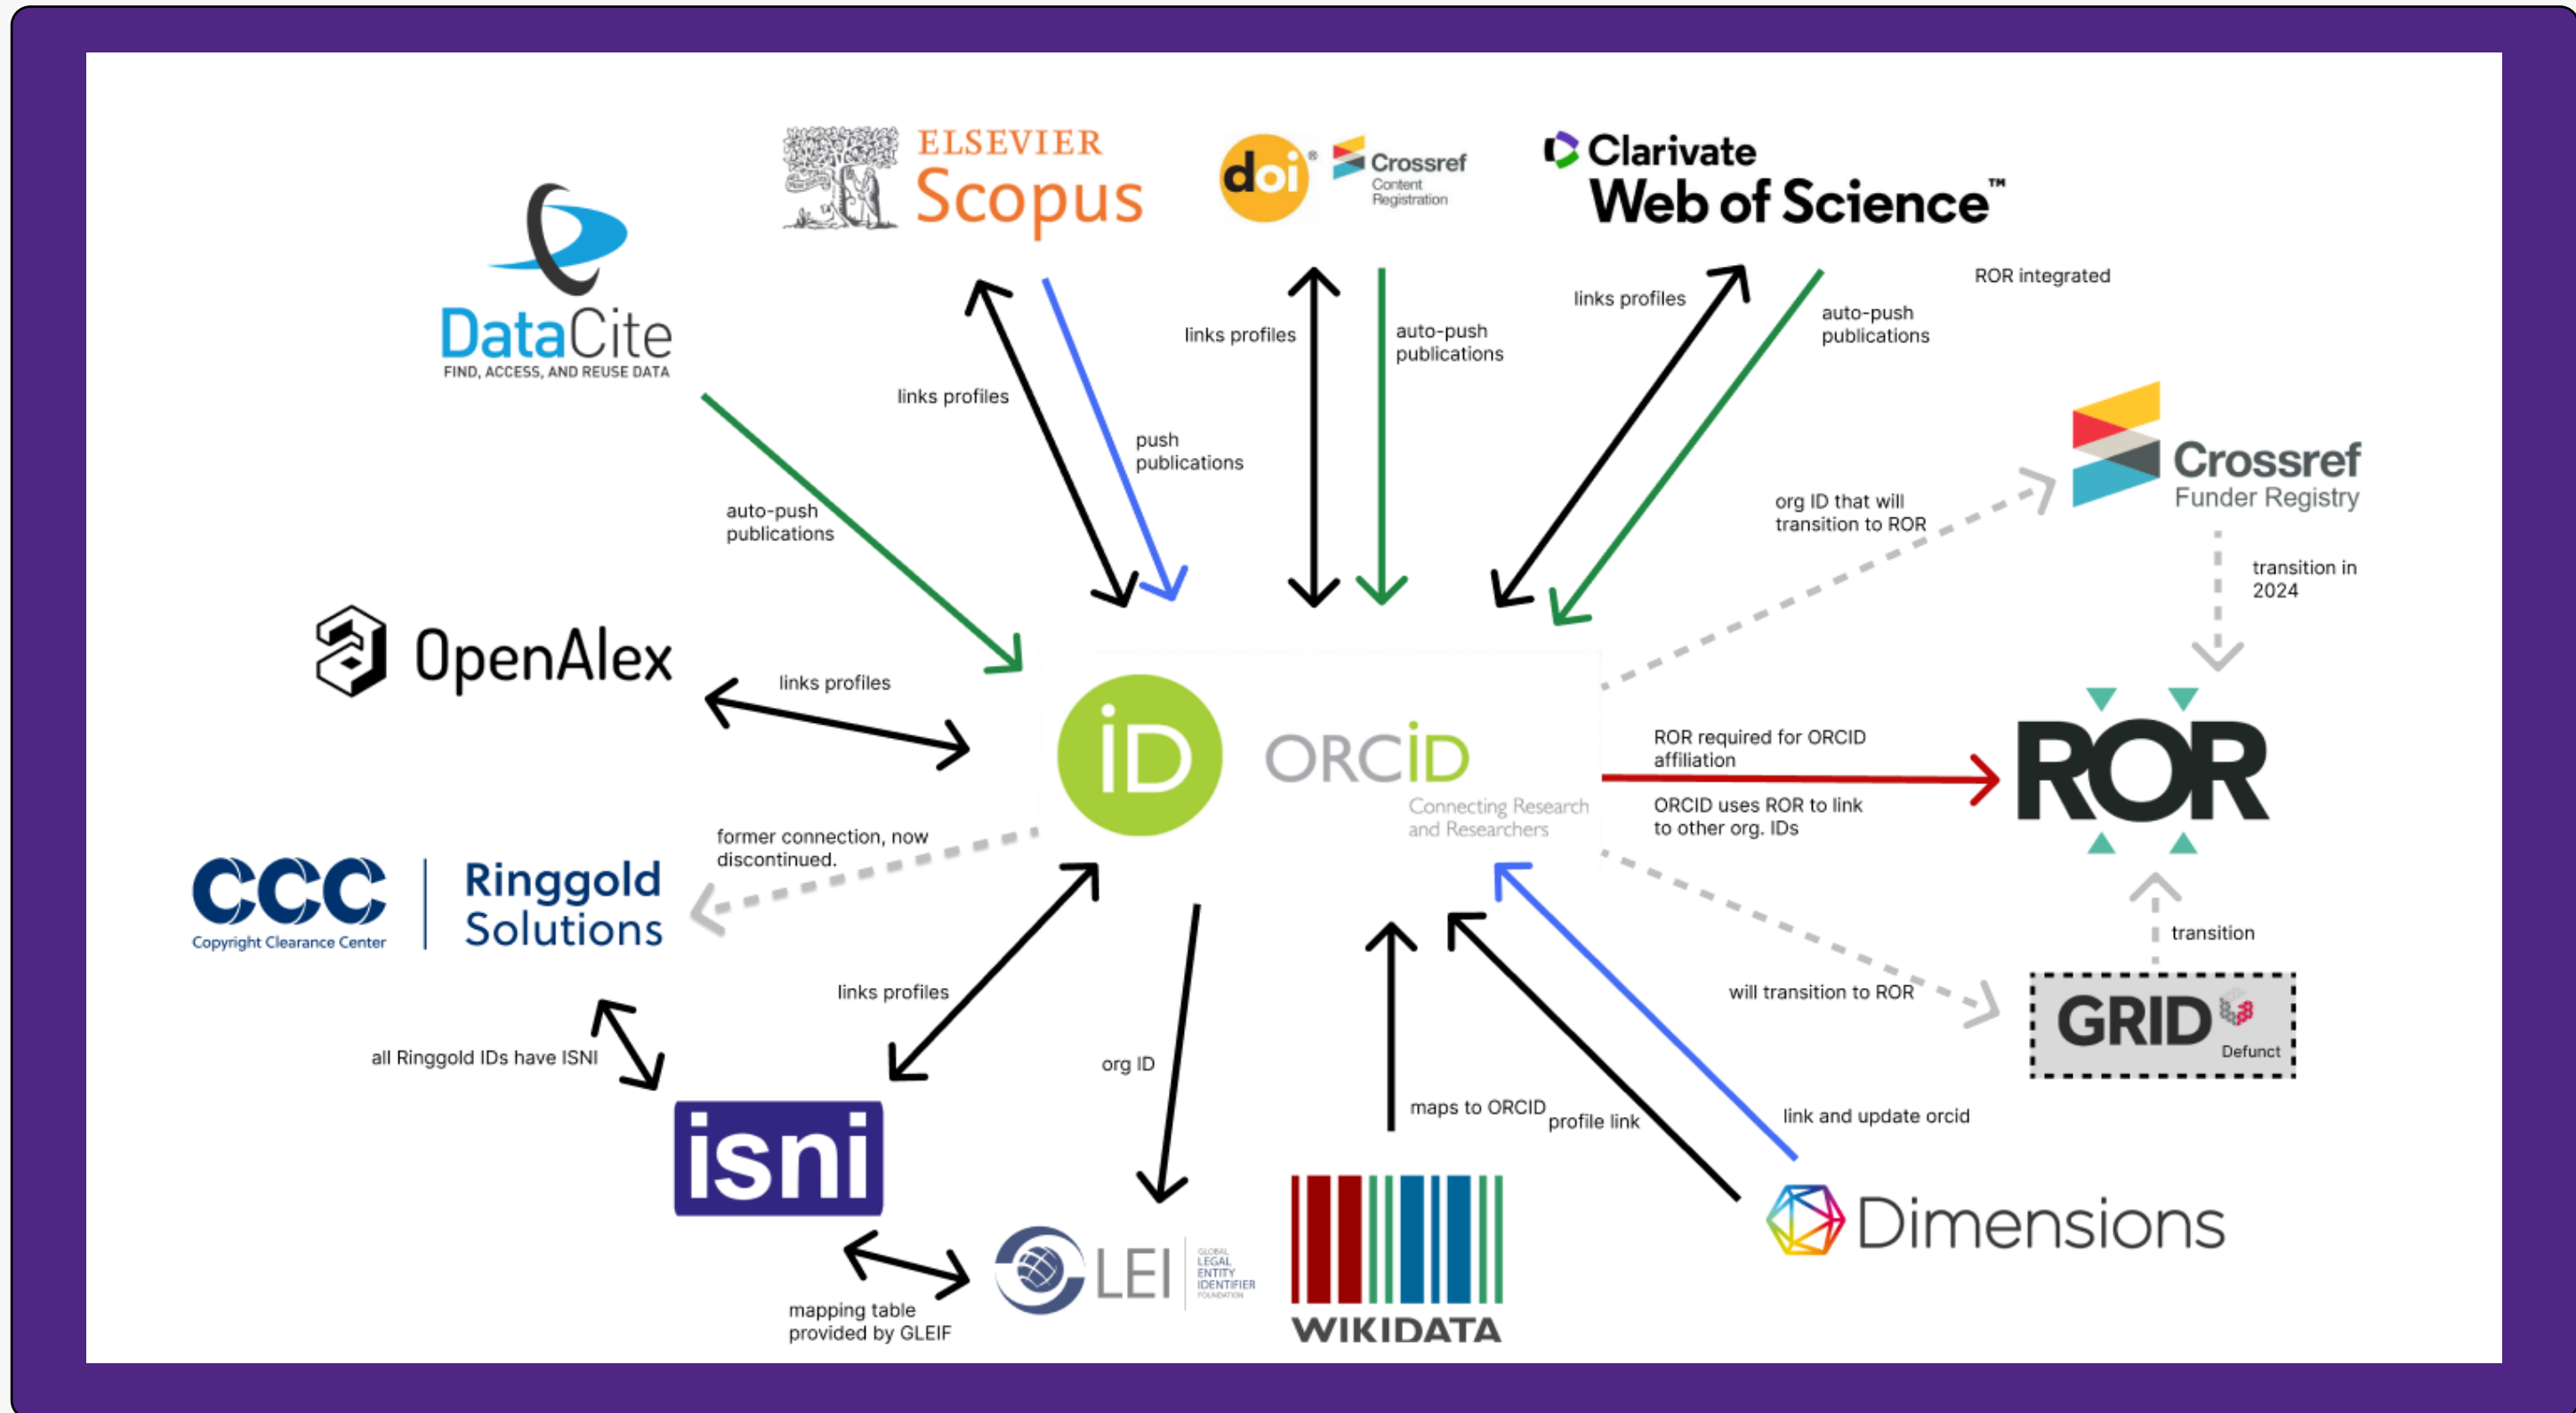 ELSEVIER
Scopus
doi®
Crossref
Content
Registration
Clarivate
Web of Science™
DataCite
FIND, ACCESS, AND REUSE DATA
ROR integrated
links profiles
auto-push
publications
links profiles
auto-push
publications
links profiles
push
publications
auto-push
publications
Crossref
Funder Registry
org ID that will
transition to ROR
transition in
2024
OpenAlex
links profiles
iD
ORCiD
Connecting Research
and Researchers
ROR required for ORCID
affiliation
ORCID uses ROR to link
to other org. IDs
ROR
former connection, now
discontinued.
CCC
Copyright Clearance Center
Ringgold
Solutions
transition
will transition to ROR
GRID
Defunct
links profiles
all Ringgold IDs have ISNI
org ID
maps to ORCID
profile link
link and update orcid
isni
LEI
GLOBAL
LEGAL
ENTITY
IDENTIFIER
FOUNDATION
Dimensions
mapping table
provided by GLEIF
WIKIDATA